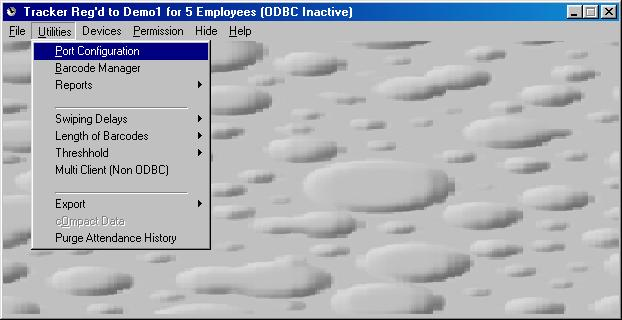 Tracker Reg'd to Demo1 for 5 Employees (ODBC Inactive)
File Utilities Devices Permission Hide Help
Port Configuration
Barcode Manager
Reports
Swiping Delays
Length of Barcodes
Threshhold
Multi Client (Non ODBC)
Export
cOmpact Data
Purge Attendance History